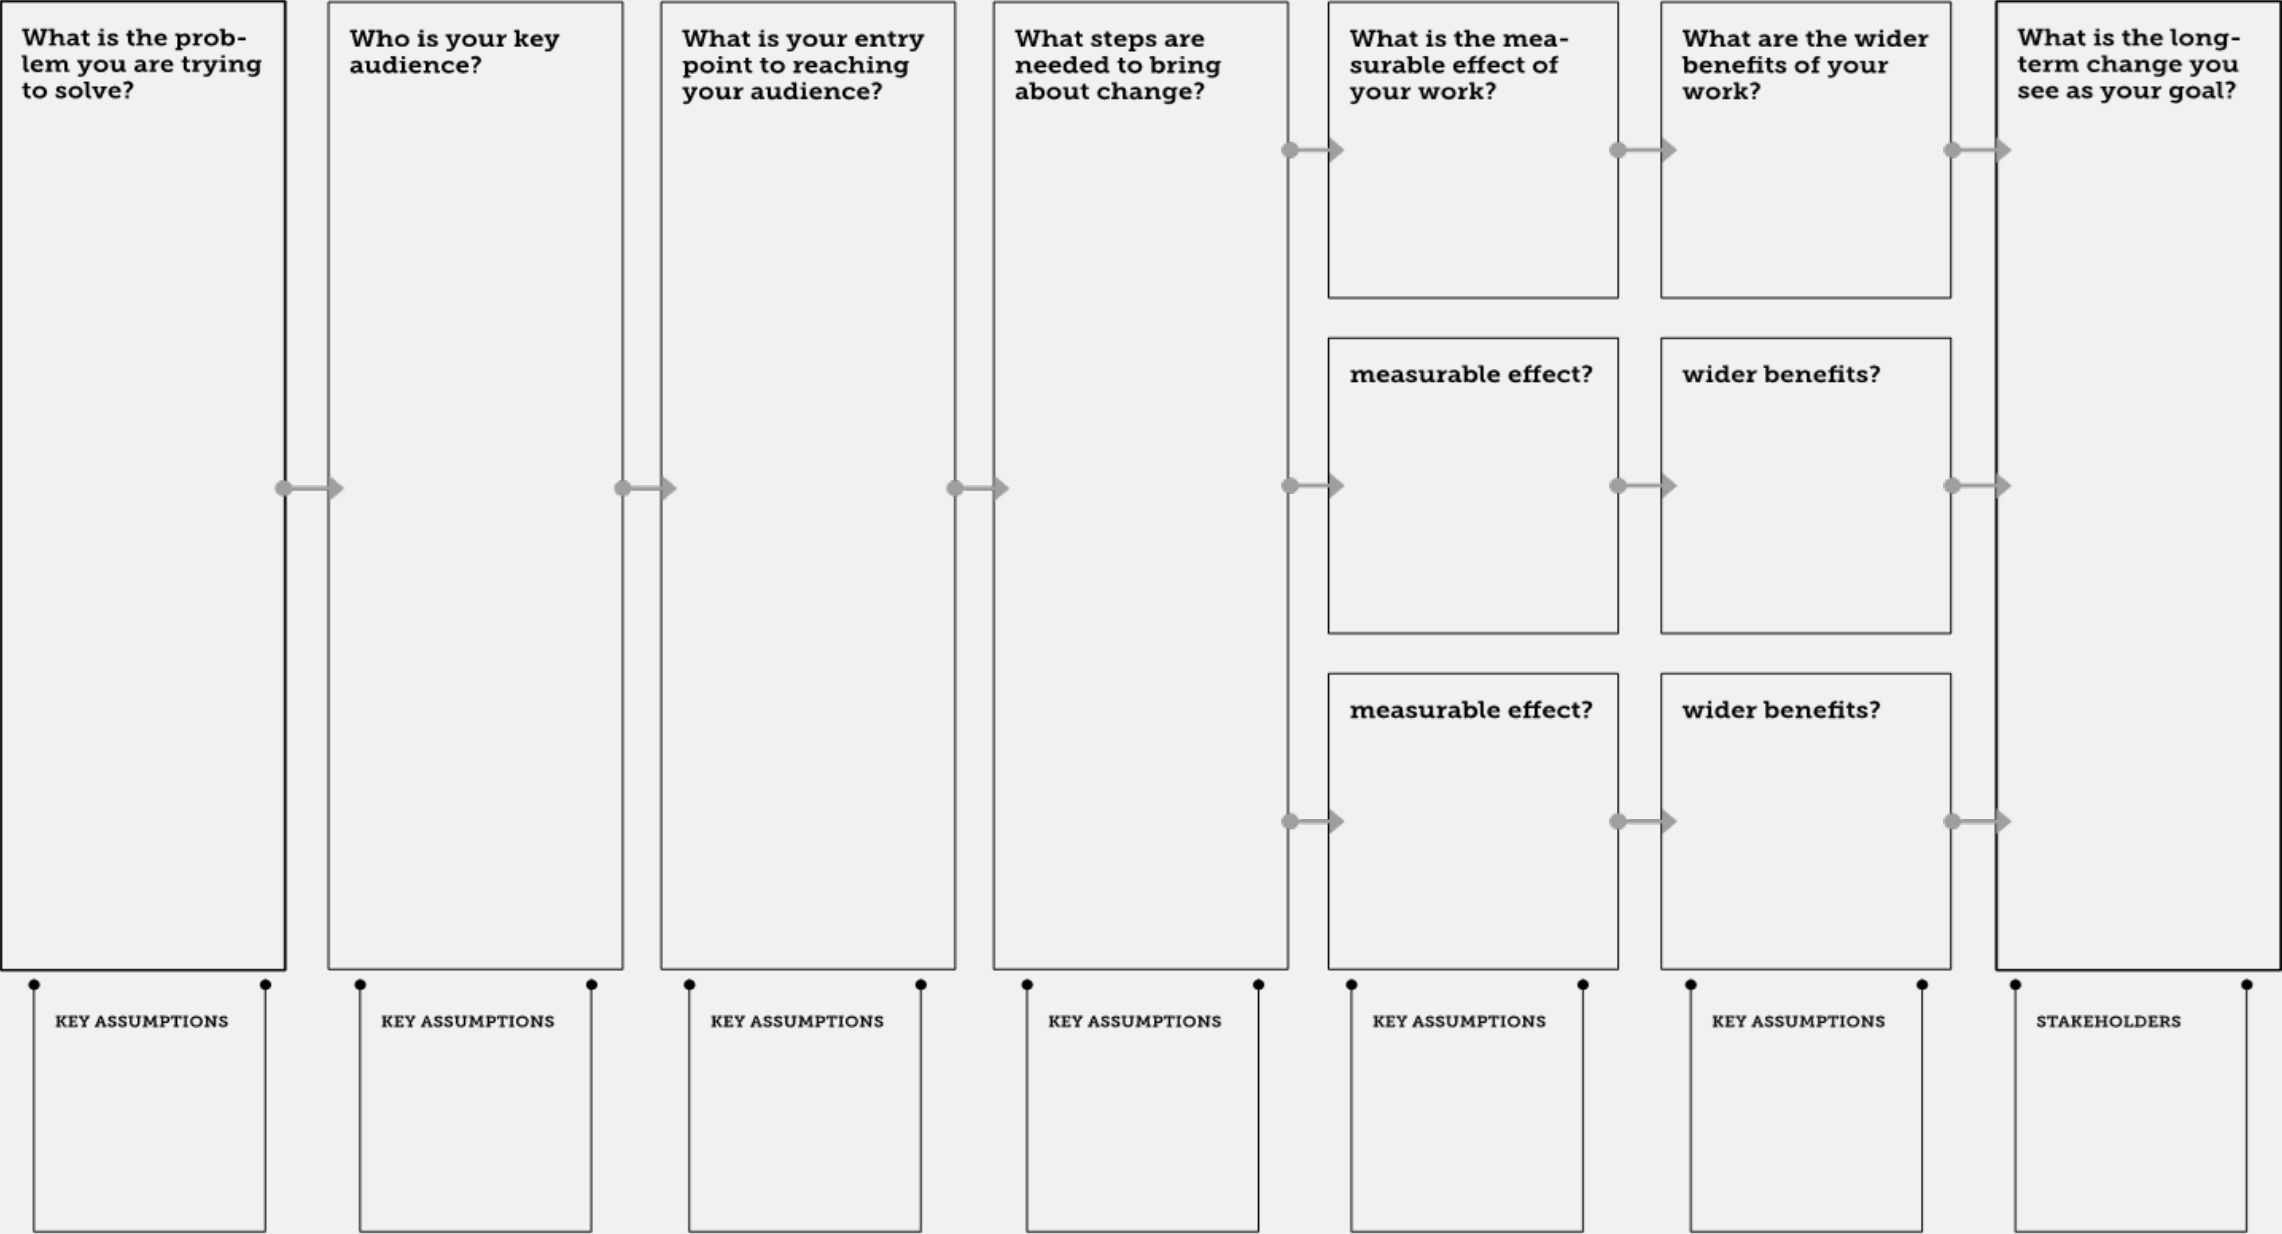 What is the prob-
lem you are trying
to solve?
Who is your key
audience?
What is your entry
point to reaching
your audience?
What steps are
needed to bring
about change?
What is the mea-
surable effect of
your work?
What are the wider
benefits of your
work?
What is the long-
term change you
see as your goal?
measurable effect?
wider benefits?
measurable effect?
wider benefits?
KEY ASSUMPTIONS
KEY ASSUMPTIONS
KEY ASSUMPTIONS
KEY ASSUMPTIONS
KEY ASSUMPTIONS
KEY ASSUMPTIONS
STAKEHOLDERS